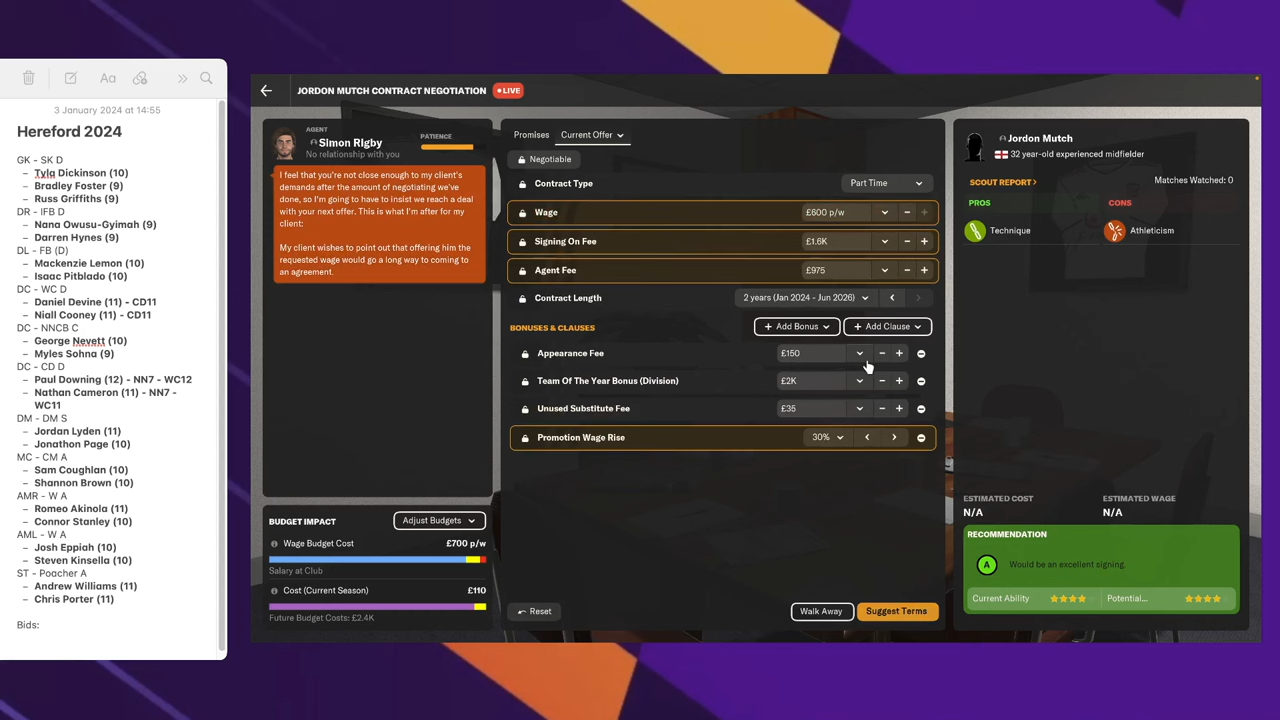 Aa
3 January 2024 at 14:55
Hereford 2024
GK - SK D
– Tyla Dickinson (10)
– Bradley Foster (9)
– Russ Griffiths (9)
DR - IFB D
– Nana Owusu-Gyimah (9)
– Darren Hynes (9)
DL - FB (D)
– Mackenzie Lemon (10)
– Isaac Pitblado (10)
DC - WC D
– Daniel Devine (11) - CD11
– Niall Cooney (11) - CD11
DC - NNCB C
– George Nevett (10)
– Myles Sohna (9)
DC - CD D
– Paul Downing (12) - NN7 - WC12
– Nathan Cameron (11) - NN7 -
WC11
DM - DM S
– Jordan Lyden (11)
– Jonathon Page (10)
MC - CM A
– Sam Coughlan (10)
– Shannon Brown (10)
AMR - W A
– Romeo Akinola (11)
– Connor Stanley (10)
AML - W A
– Josh Eppiah (10)
– Steven Kinsella (10)
ST - Poacher A
– Andrew Williams (11)
– Chris Porter (11)
Bids:
JORDON MUTCH CONTRACT NEGOTIATION LIVE
AGENT
Simon Rigby
No relationship with you
PATIENCE
I feel that you're not close enough to my client's
demands after the amount of negotiating we've
done, so I'm going to have to insist we reach a deal
with your next offer. This is what I'm after for my
client:
My client wishes to point out that offering him the
requested wage would go a long way to coming to
an agreement.
BUDGET IMPACT Adjust Budgets
Wage Budget Cost £700 p/w
Salary at Club
Cost (Current Season) £110
Future Budget Costs: £2.4K
Promises Current Offer
Negotiable
Contract Type Part Time
Wage £600 p/w
Signing On Fee £1.6K
Agent Fee £975
Contract Length 2 years (Jan 2024 - Jun 2026)
BONUSES & CLAUSES + Add Bonus + Add Clause
Appearance Fee £150
Team Of The Year Bonus (Division) £2K
Unused Substitute Fee £35
Promotion Wage Rise 30%
Reset Walk Away Suggest Terms
Jordon Mutch
32 year-old experienced midfielder
SCOUT REPORT > Matches Watched: 0
PROS CONS
Technique Athleticism
ESTIMATED COST ESTIMATED WAGE
N/A N/A
RECOMMENDATION
A Would be an excellent signing.
Current Ability Potential...